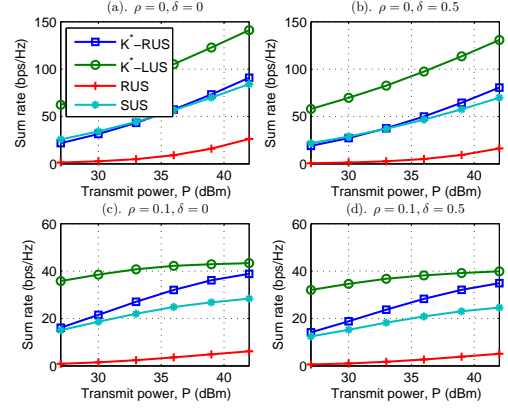 (a). ρ = 0, δ = 0
(b). ρ = 0, δ = 0.5
150
100
50
0
Sum rate (bps/Hz)
K*−RUS
K*−LUS
RUS
SUS
30
35
40
Transmit power, P (dBm)
150
100
50
0
Sum rate (bps/Hz)
30
35
40
Transmit power, P (dBm)
(c). ρ = 0.1, δ = 0
(d). ρ = 0.1, δ = 0.5
60
40
20
0
Sum rate (bps/Hz)
30
35
40
Transmit power, P (dBm)
60
40
20
0
Sum rate (bps/Hz)
30
35
40
Transmit power, P (dBm)